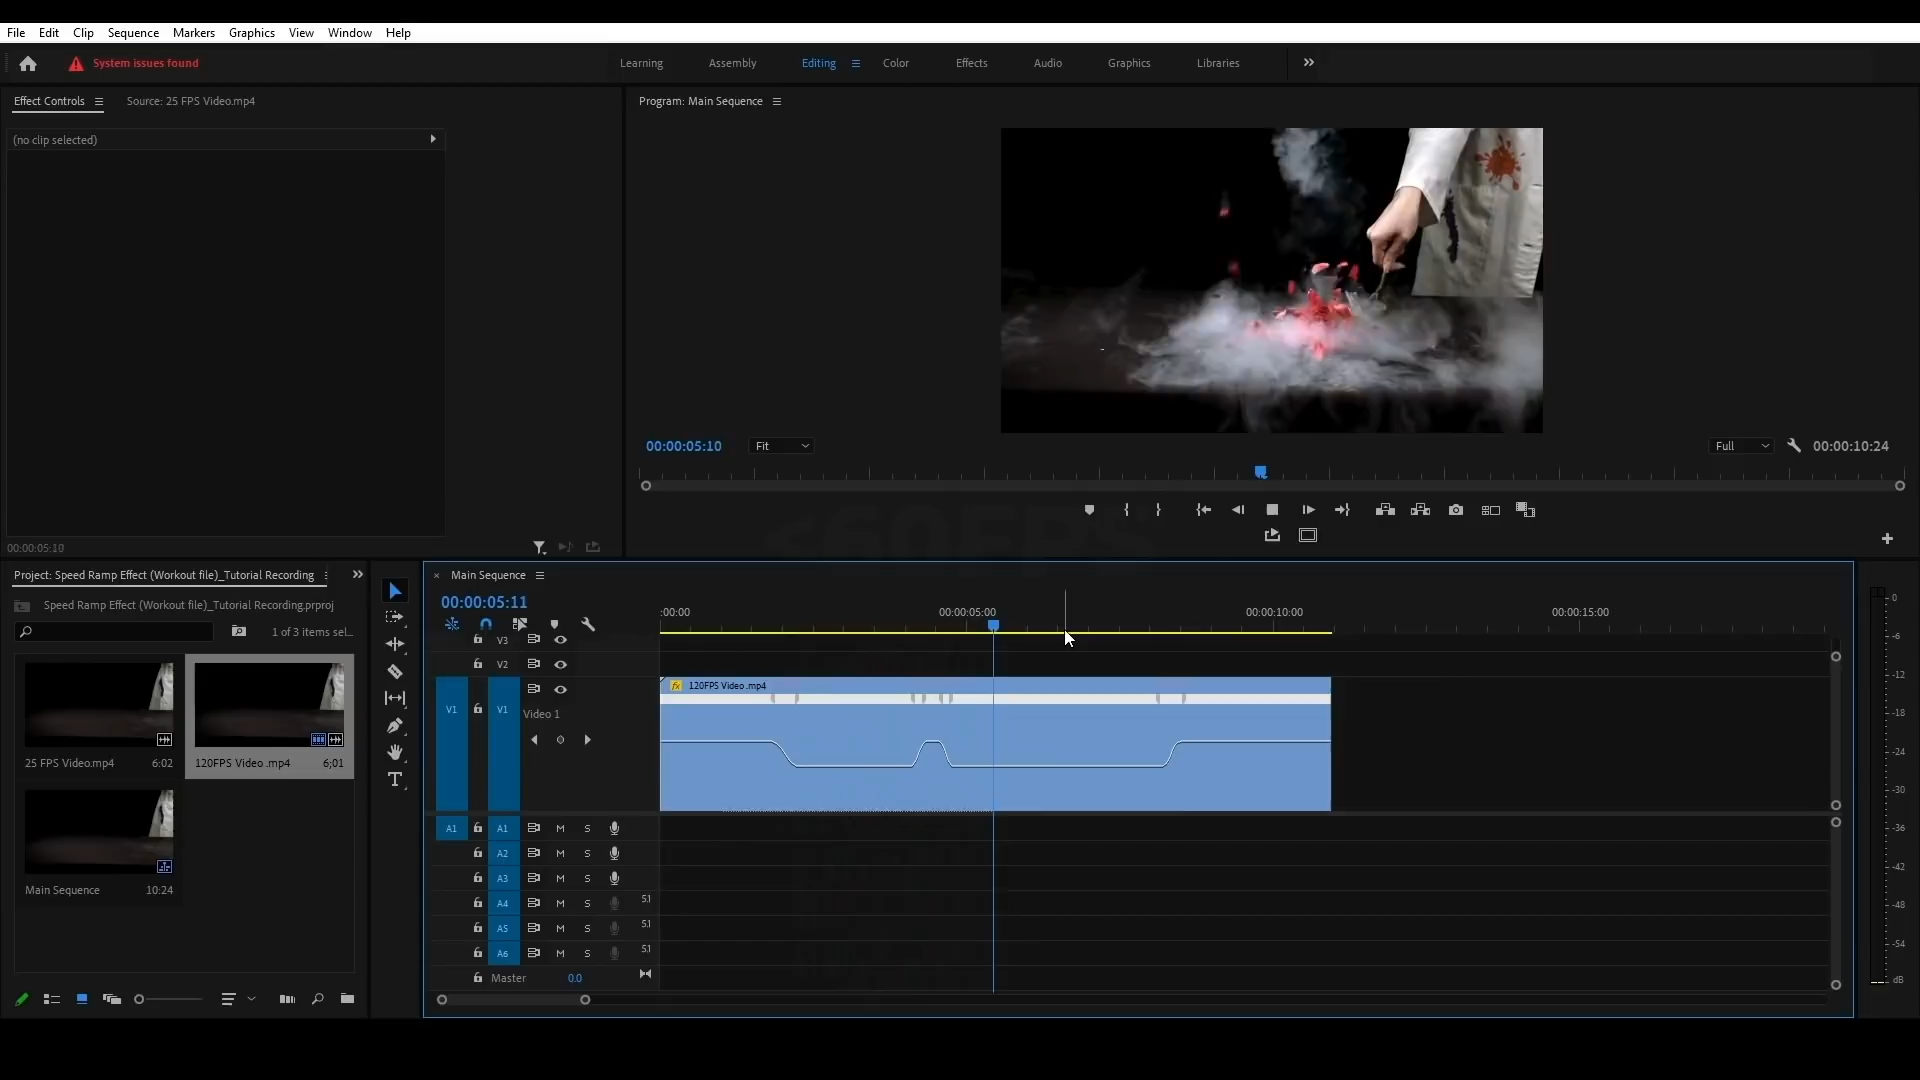 File Edit Clip Sequence Markers Graphics View Window Help
System issues found
Learning Assembly Editing Color Effects Audio Graphics Libraries
Effect Controls Source: 25 FPS Video.mp4
Program: Main Sequence
(no clip selected)
00:00:05:10 Fit Full 00:00:10:24
00:00:05:10
Project: Speed Ramp Effect (Workout file)_Tutorial Recording
Speed Ramp Effect (Workout file)_Tutorial Recording.prproj
1 of 3 items sel...
25 FPS Video.mp4 6:02
120FPS Video .mp4 6;01
Main Sequence 10:24
Main Sequence
00:00:05:11
:00:00 00:00:05:00 00:00:10:00 00:00:15:00
V3
V2
V1 V1 Video 1
120FPS Video .mp4
A1 A1 M S
A2 M S
A3 M S
A4 M S 5.1
A5 M S 5.1
A6 M S 5.1
Master 0.0
0
-6
-12
-18
-24
-30
-36
-42
-48
-54
dB